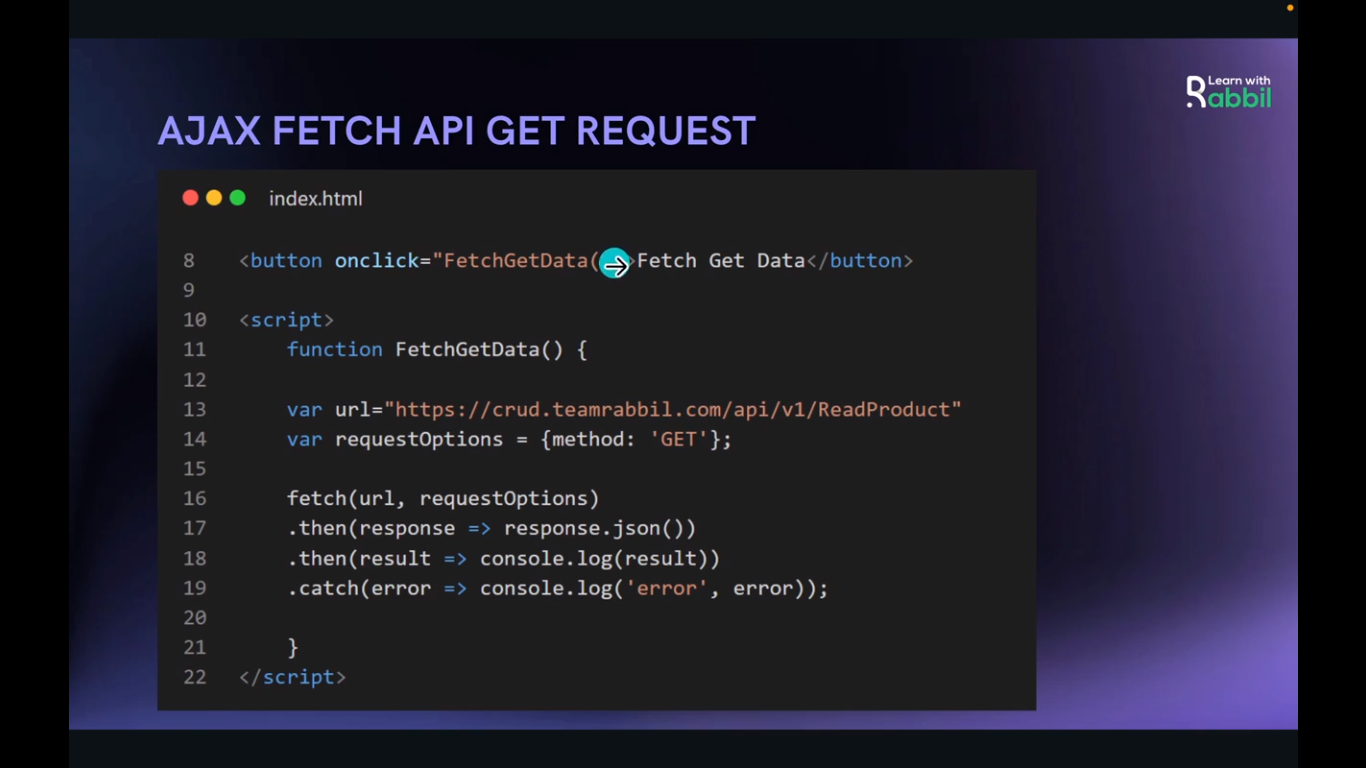 Learn with
Rabbil
AJAX FETCH API GET REQUEST
index.html
8 <button onclick="FetchGetData( >Fetch Get Data</button>
9
10 <script>
11 function FetchGetData() {
12
13 var url="https://crud.teamrabbil.com/api/v1/ReadProduct"
14 var requestOptions = {method: 'GET'};
15
16 fetch(url, requestOptions)
17 .then(response => response.json())
18 .then(result => console.log(result))
19 .catch(error => console.log('error', error));
20
21 }
22 </script>